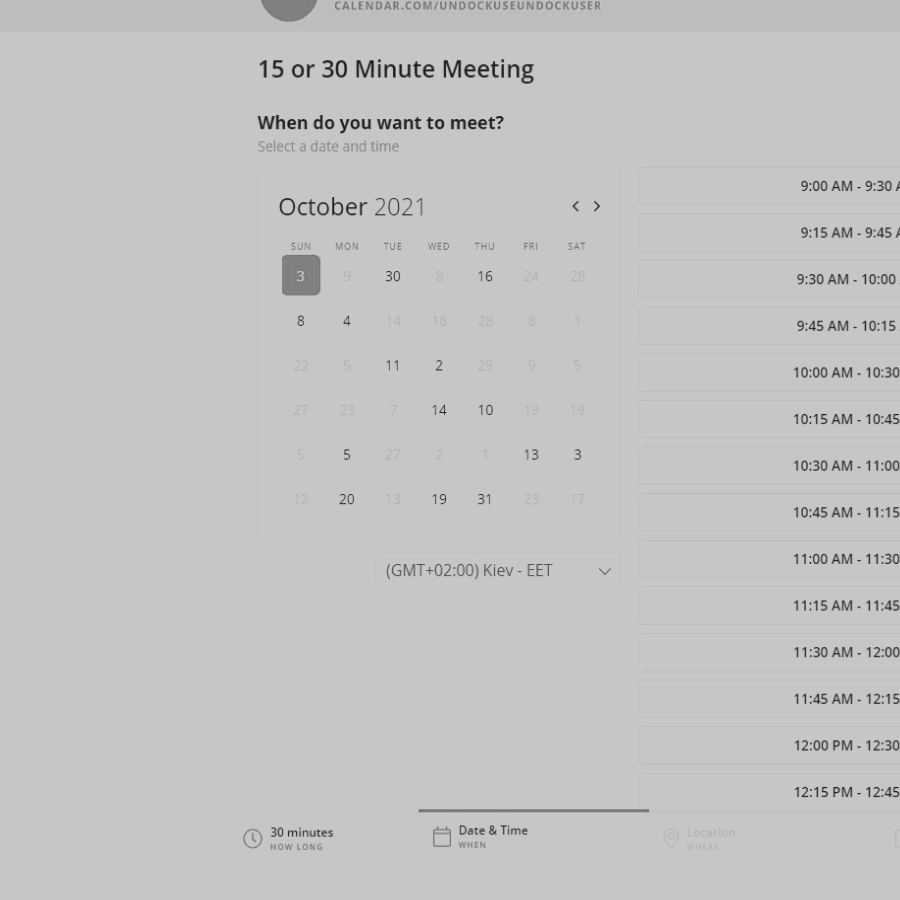 CALENDAR.COM/UNDOCKUSEUNDOCKUSER
15 or 30 Minute Meeting
When do you want to meet?
Select a date and time
October 2021
SUN MON TUE WED THU FRI SAT
3 9 30 8 16 24 28
8 4 14 18 28 8 1
22 5 11 2 29 9 5
27 23 7 14 10 19 19
5 5 27 2 1 13 3
12 20 13 19 31 23 17
(GMT+02:00) Kiev - EET
9:00 AM - 9:30
9:15 AM - 9:45
9:30 AM - 10:00
9:45 AM - 10:15
10:00 AM - 10:30
10:15 AM - 10:45
10:30 AM - 11:00
10:45 AM - 11:15
11:00 AM - 11:30
11:15 AM - 11:45
11:30 AM - 12:00
11:45 AM - 12:15
12:00 PM - 12:30
12:15 PM - 12:45
30 minutes
HOW LONG
Date & Time
WHEN
Location
WHERE